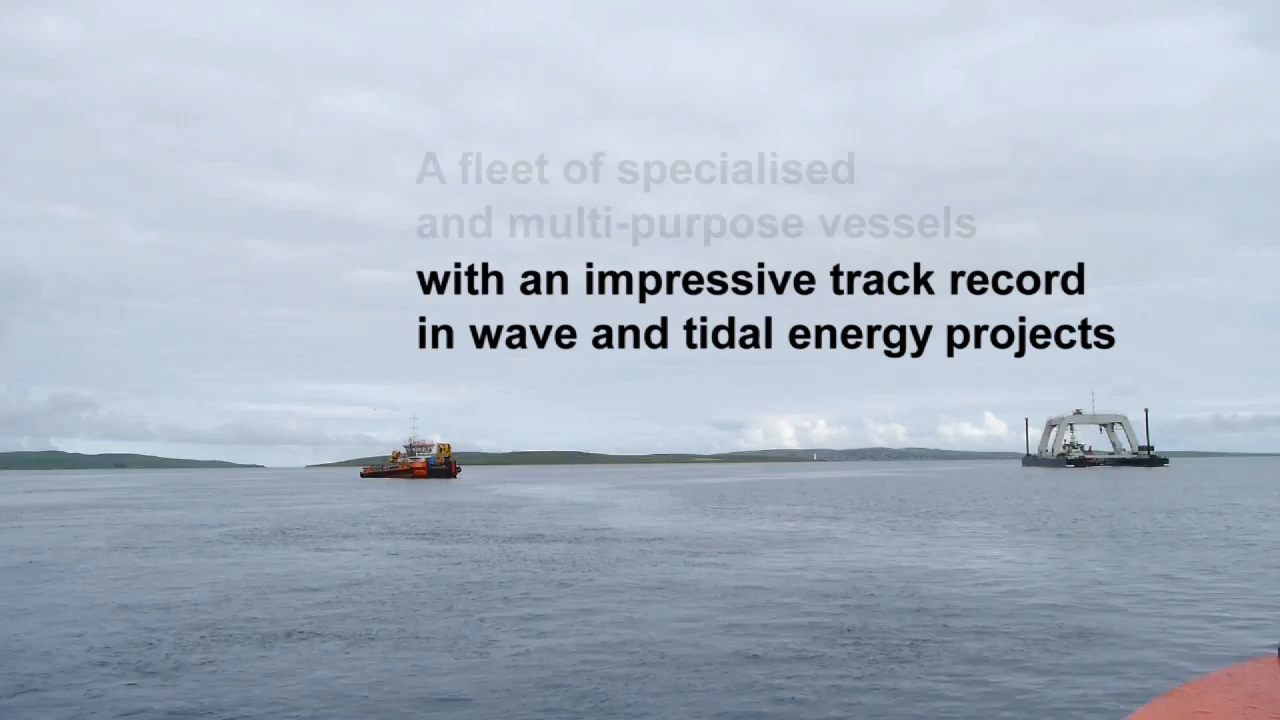 A fleet of specialised
and multi-purpose vessels
with an impressive track record
in wave and tidal energy projects